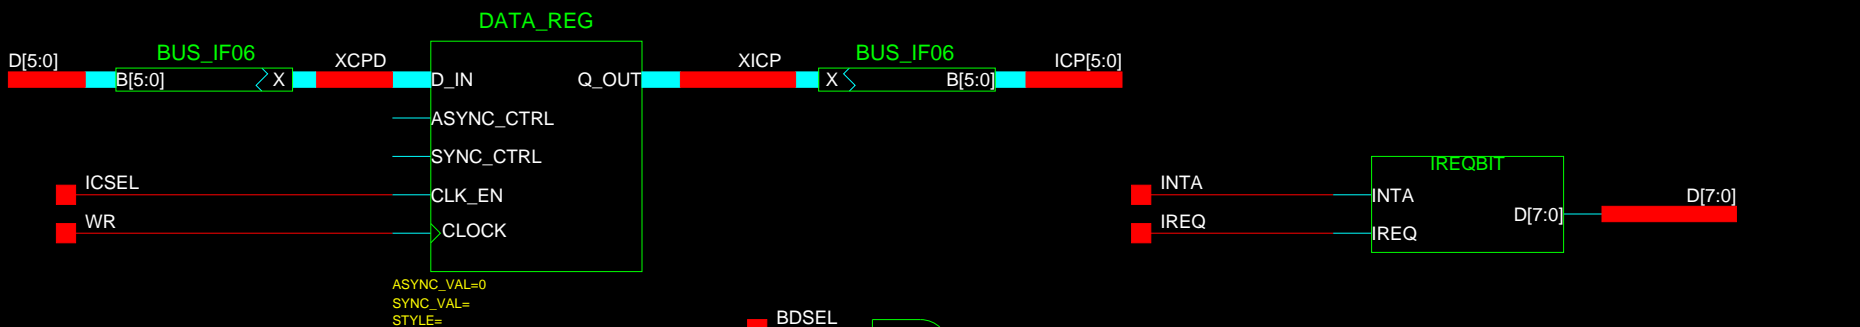 DATA_REG
D[5:0]
BUS_IF06
XCPD
XICP
BUS_IF06
ICP[5:0]
B[5:0]
X
D_IN
Q_OUT
X
B[5:0]
ASYNC_CTRL
SYNC_CTRL
ICSEL
CLK_EN
WR
CLOCK
ASYNC_VAL=0
SYNC_VAL=
STYLE=
IREQBIT
INTA
INTA
D[7:0]
D[7:0]
IREQ
IREQ
BDSEL